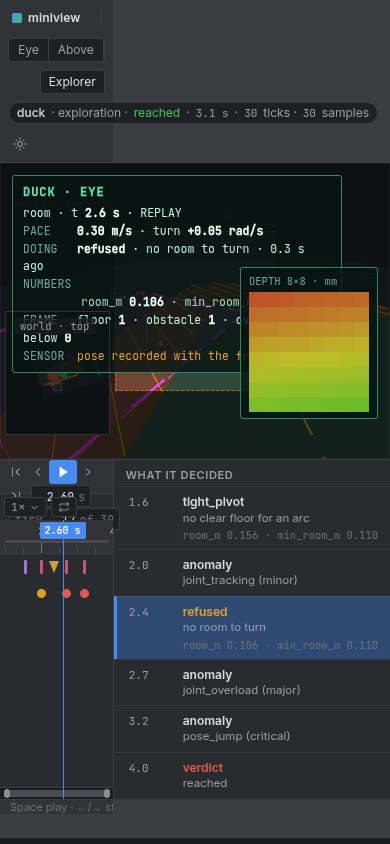 miniview
Eye Above
Explorer
duck · exploration · reached · 3.1 s · 30 ticks · 30 samples
DUCK · EYE
room · t 2.6 s · REPLAY
PACE 0.30 m/s · turn +0.05 rad/s
DOING refused · no room to turn · 0.3 s
ago
NUMBERS
room_m 0.106 · min_room_
FRAME floor 1 · obstacle 1 ·
below 0
SENSOR pose recorded with the
world · top
DEPTH 8×8 · mm
2.60 s
1×
of 30
2.60 s
Space play · ←/→
WHAT IT DECIDED
1.6 tight_pivot
no clear floor for an arc
room_m 0.156 · min_room_m 0.110
2.0 anomaly
joint_tracking (minor)
2.4 refused
no room to turn
room_m 0.106 · min_room_m 0.110
2.7 anomaly
joint_overload (major)
3.2 anomaly
pose_jump (critical)
4.0 verdict
reached